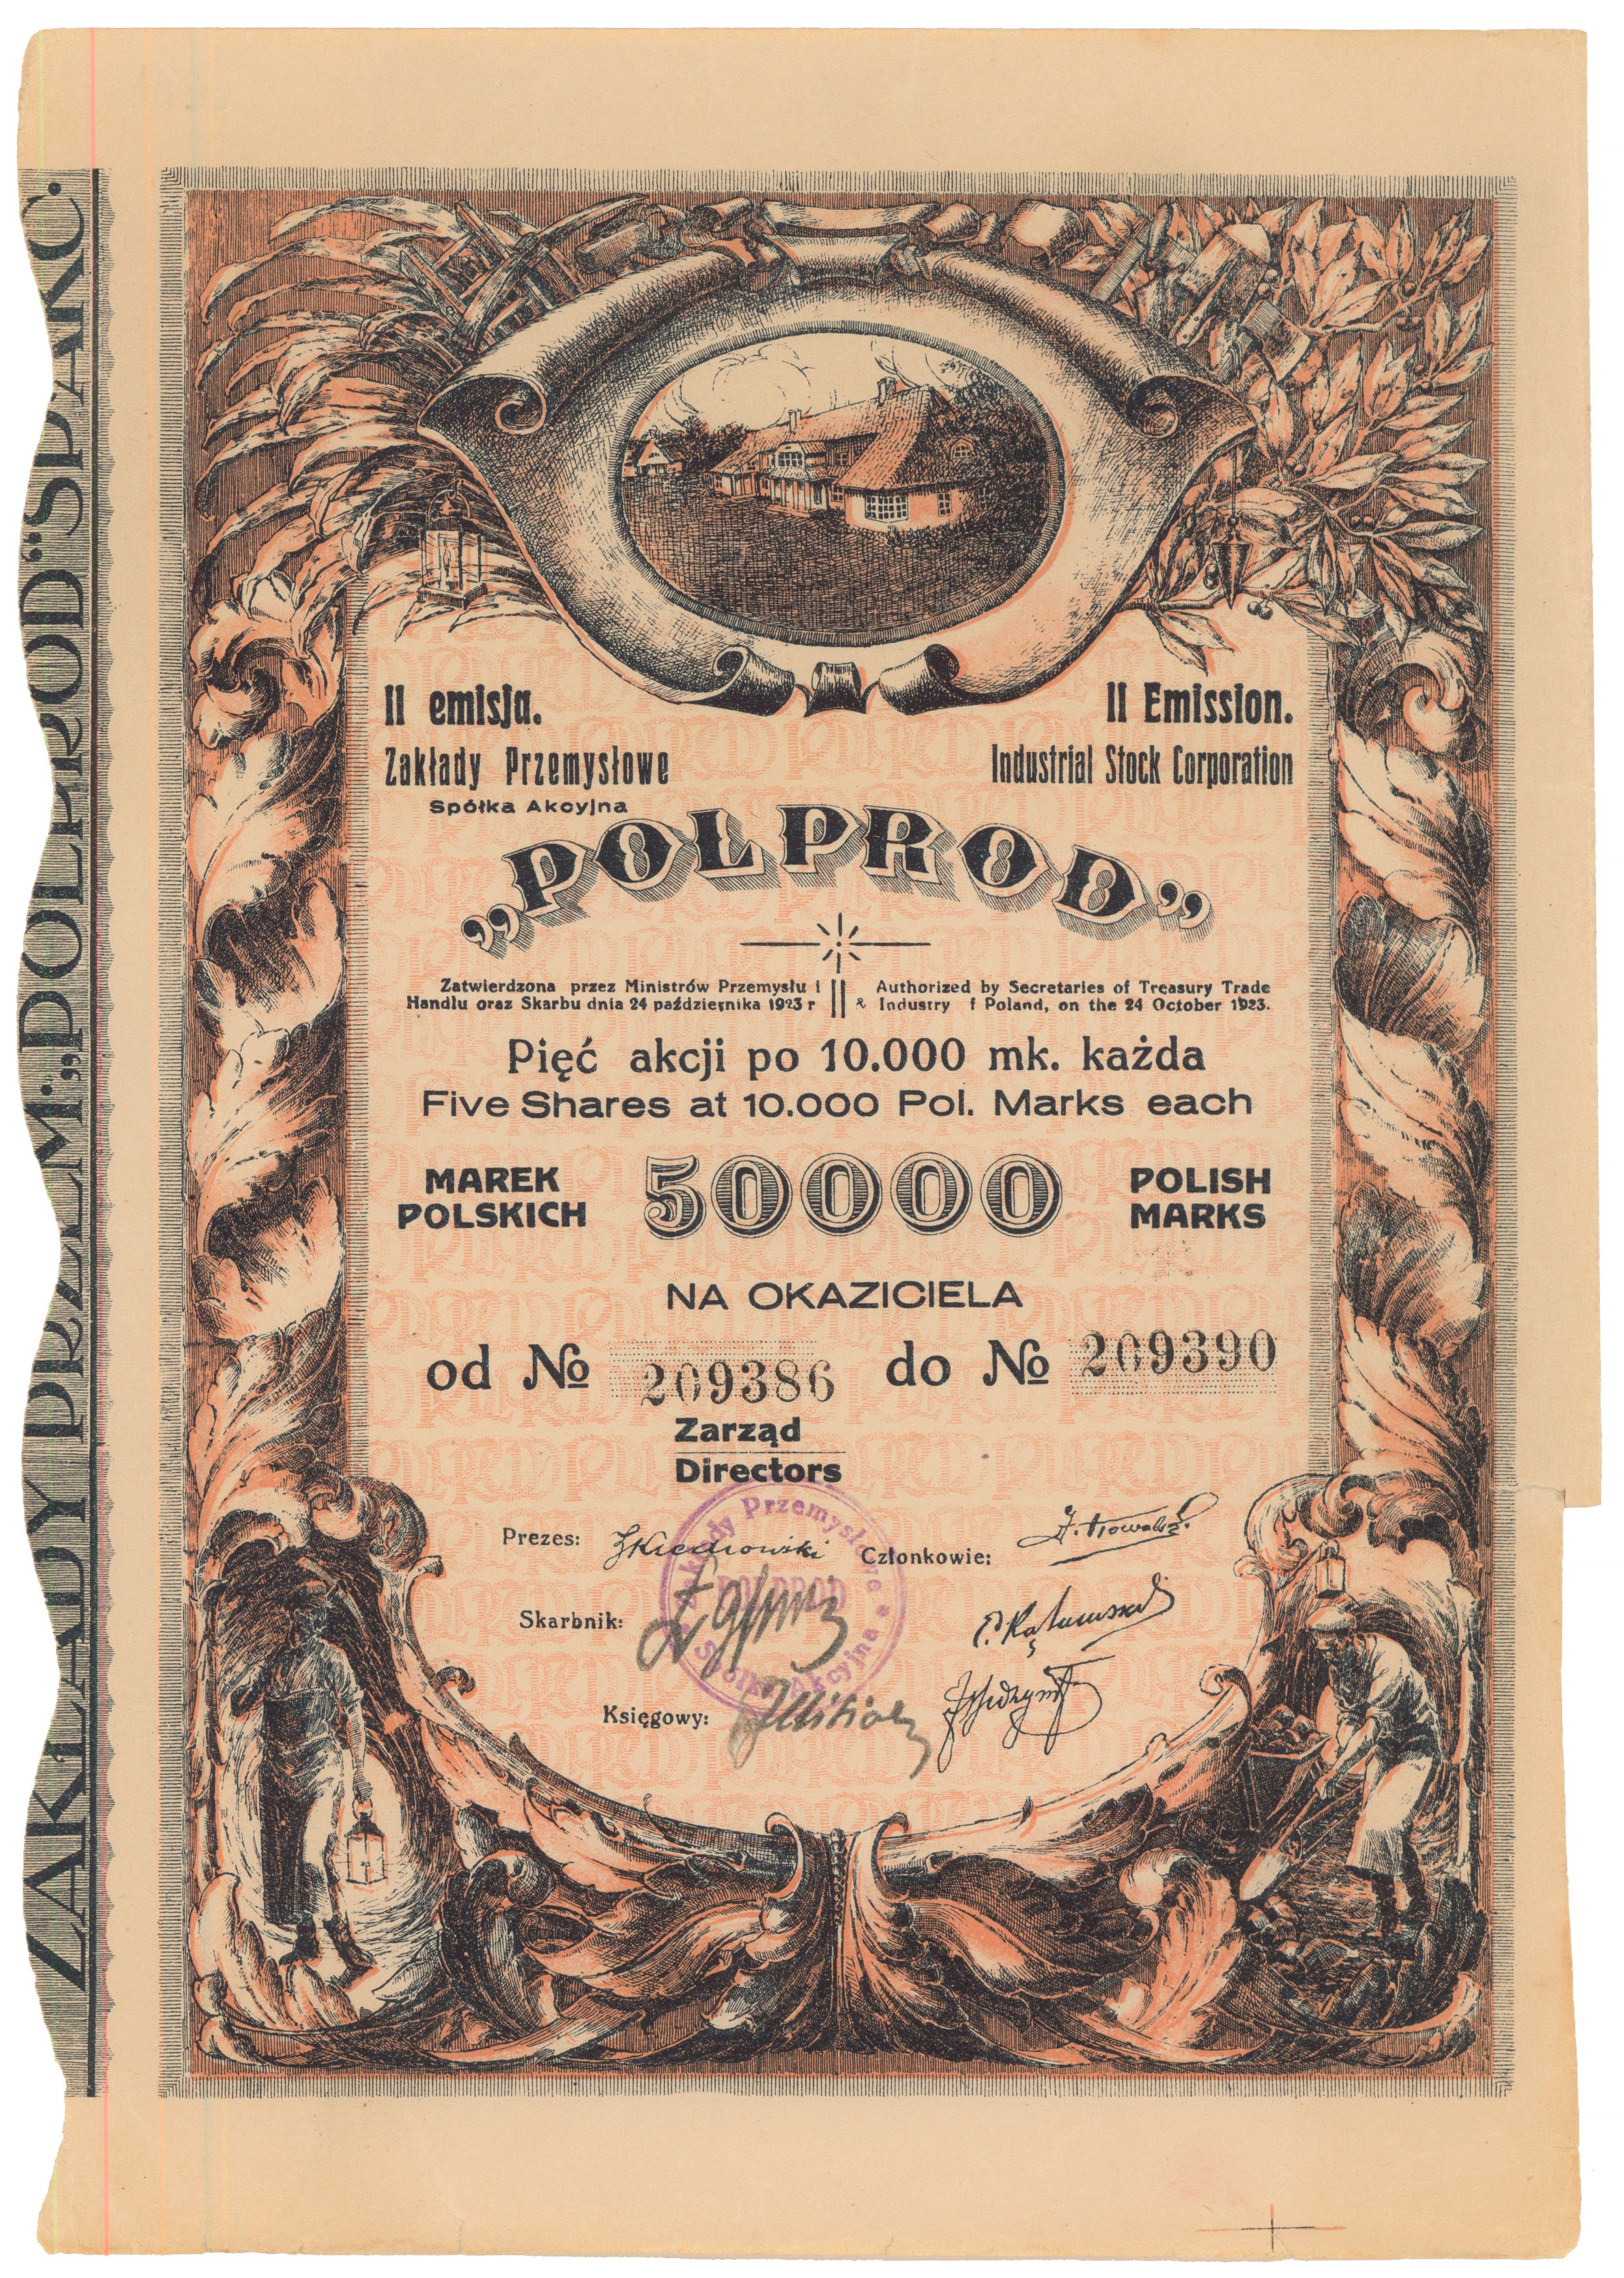 ZAKŁADY PRZEM. „POLPROD" SP. AKC.
II emisja.
II Emission.
Zakłady Przemysłowe
Industrial Stock Corporation
Spółka Akcyjna
„POLPROD”
Zatwierdzona przez Ministrów Przemysłu i
Handlu oraz Skarbu dnia 24 października 1923 r
Authorized by Secretaries of Treasury Trade
& Industry f Poland, on the 24 October 1923.
Pięć akcji po 10.000 mk. każda
Five Shares at 10.000 Pol. Marks each
MAREK
POLSKICH
50000
POLISH
MARKS
NA OKAZICIELA
od № 209386 do № 209390
Zarząd
Directors
Prezes:
Członkowie:
Skarbnik:
Księgowy:
Zakłady Przemysłowe
POLPROD
Spółka Akcyjna